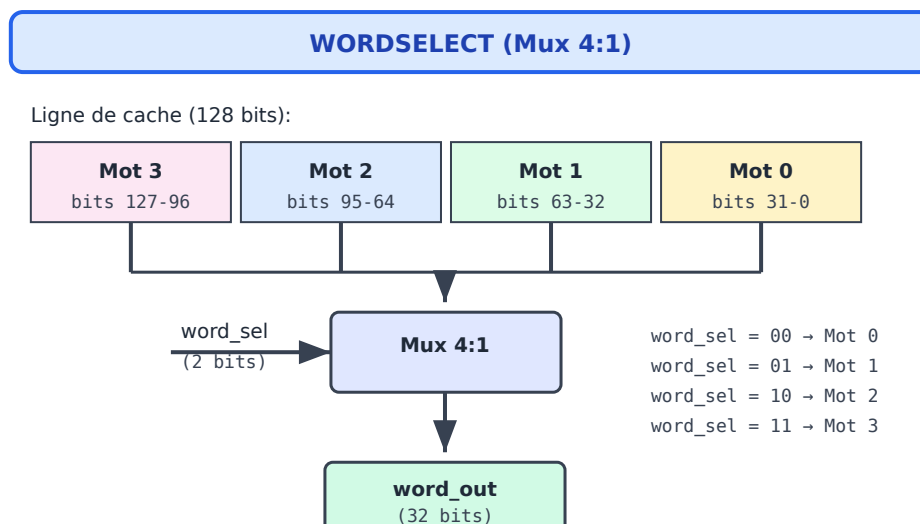 WORDSELECT (Mux 4:1)
Ligne de cache (128 bits):
Mot 3
bits 127-96
Mot 2
bits 95-64
Mot 1
bits 63-32
Mot 0
bits 31-0
word_sel
(2 bits)
Mux 4:1
word_sel = 00 → Mot 0
word_sel = 01 → Mot 1
word_sel = 10 → Mot 2
word_sel = 11 → Mot 3
word_out
(32 bits)